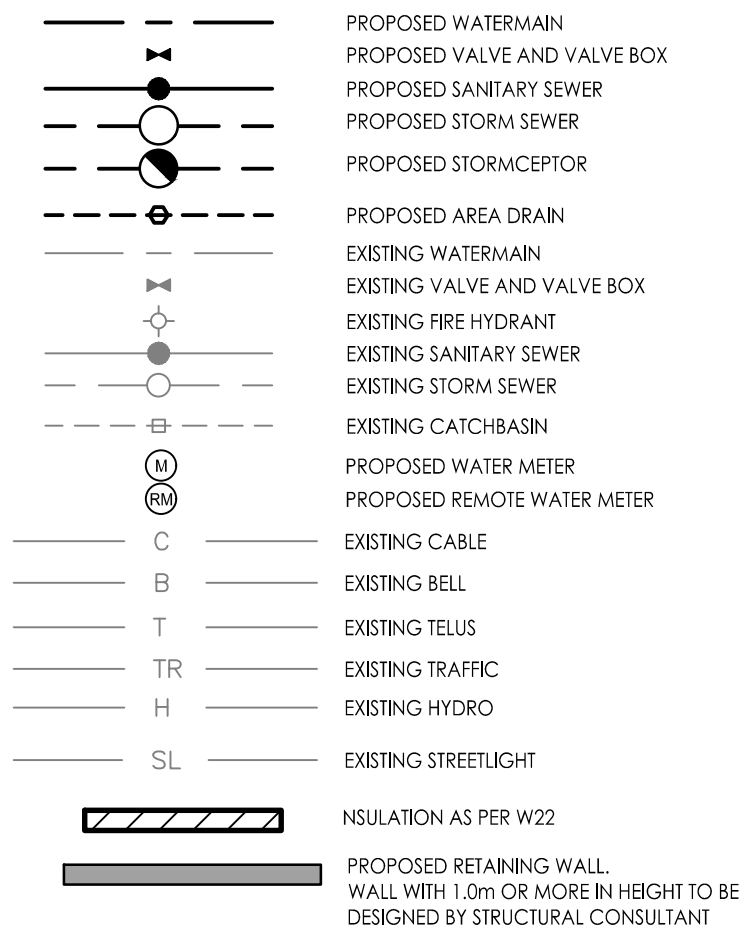 PROPOSED WATERMAIN
PROPOSED VALVE AND VALVE BOX
PROPOSED SANITARY SEWER
PROPOSED STORM SEWER
PROPOSED STORMCEPTOR
PROPOSED AREA DRAIN
EXISTING WATERMAIN
EXISTING VALVE AND VALVE BOX
EXISTING FIRE HYDRANT
EXISTING SANITARY SEWER
EXISTING STORM SEWER
EXISTING CATCHBASIN
M PROPOSED WATER METER
RM PROPOSED REMOTE WATER METER
C EXISTING CABLE
B EXISTING BELL
T EXISTING TELUS
TR EXISTING TRAFFIC
H EXISTING HYDRO
SL EXISTING STREETLIGHT
NSULATION AS PER W22
PROPOSED RETAINING WALL.
WALL WITH 1.0m OR MORE IN HEIGHT TO BE
DESIGNED BY STRUCTURAL CONSULTANT